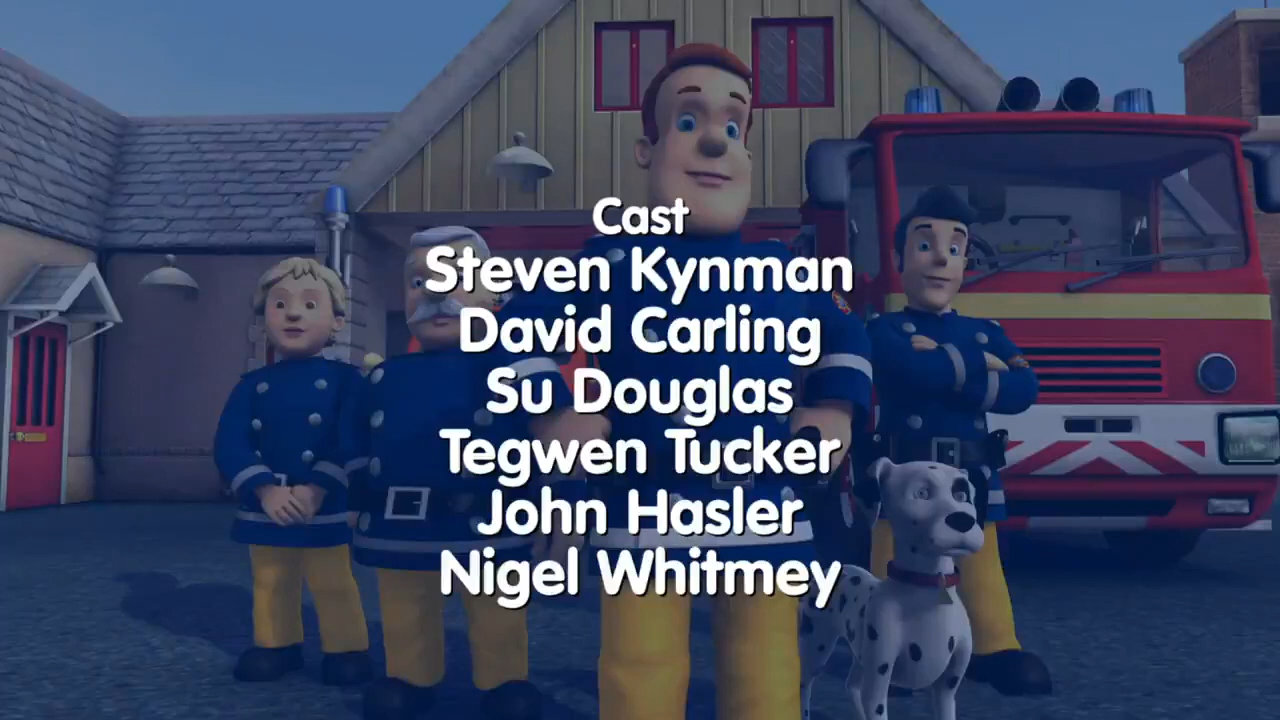 Cast
Steven Kynman
David Carling
Su Douglas
Tegwen Tucker
John Hasler
Nigel Whitmey